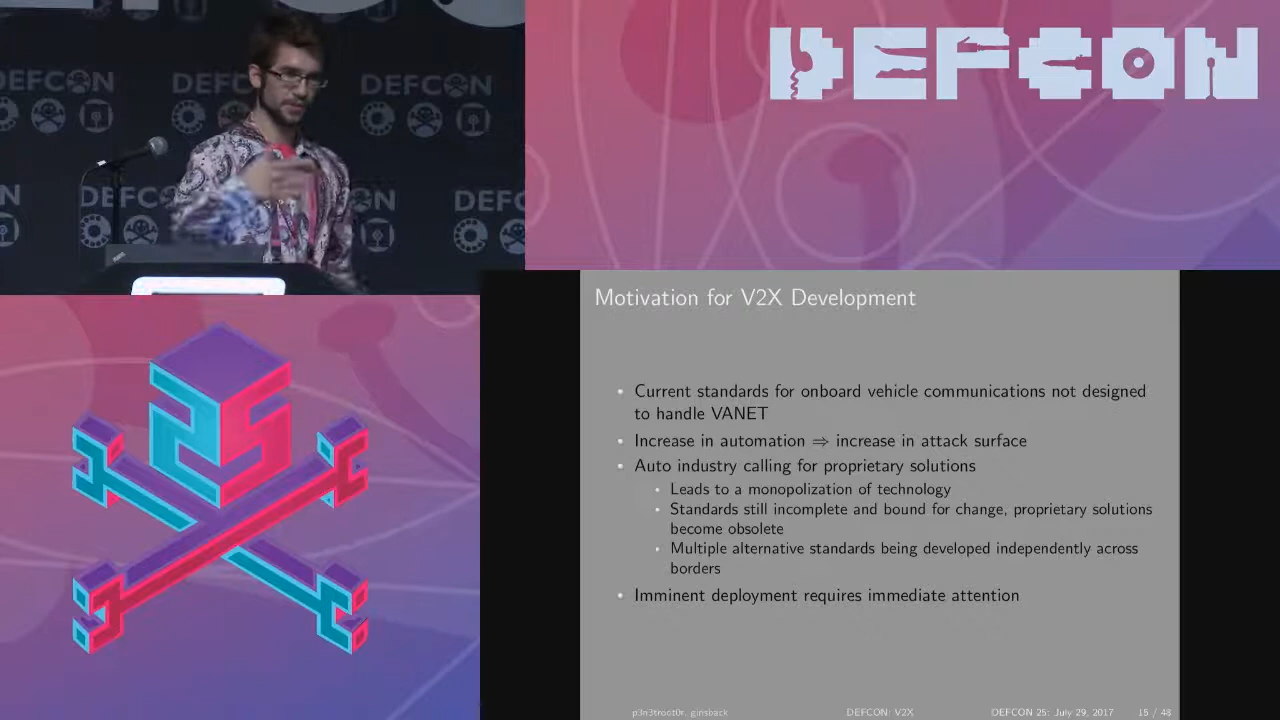 DEFCON
DEFCON
DEFCON
DEFCON
DEFCON
DEFC
DEFCON
Motivation for V2X Development
• Current standards for onboard vehicle communications not designed
to handle VANET
• Increase in automation ⇒ increase in attack surface
• Auto industry calling for proprietary solutions
• Leads to a monopolization of technology
• Standards still incomplete and bound for change, proprietary solutions
become obsolete
• Multiple alternative standards being developed independently across
borders
• Imminent deployment requires immediate attention
p3n3troot0r, ginsback
DEFCON: V2X
DEFCON 25: July 29, 2017
15 / 48